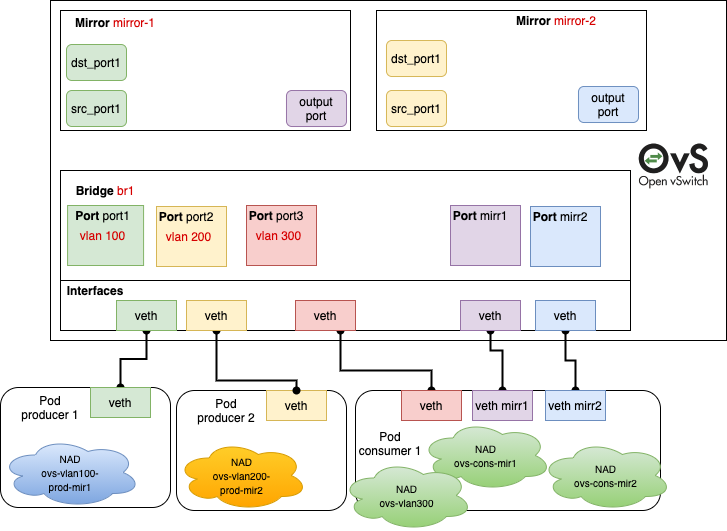 Mirror mirror-1
dst_port1
src_port1
output
port
Mirror mirror-2
dst_port1
src_port1
output
port
OvS
Open vSwitch
Bridge br1
Port port1
vlan 100
Port port2
vlan 200
Port port3
vlan 300
Port mirr1
Port mirr2
Interfaces
veth
veth
veth
veth
veth
Pod
producer 1
veth
NAD
ovs-vlan100-
prod-mir1
Pod
producer 2
veth
NAD
ovs-vlan200-
prod-mir2
veth
veth mirr1
veth mirr2
Pod
consumer 1
NAD
ovs-cons-mir1
NAD
ovs-cons-mir2
NAD
ovs-vlan300